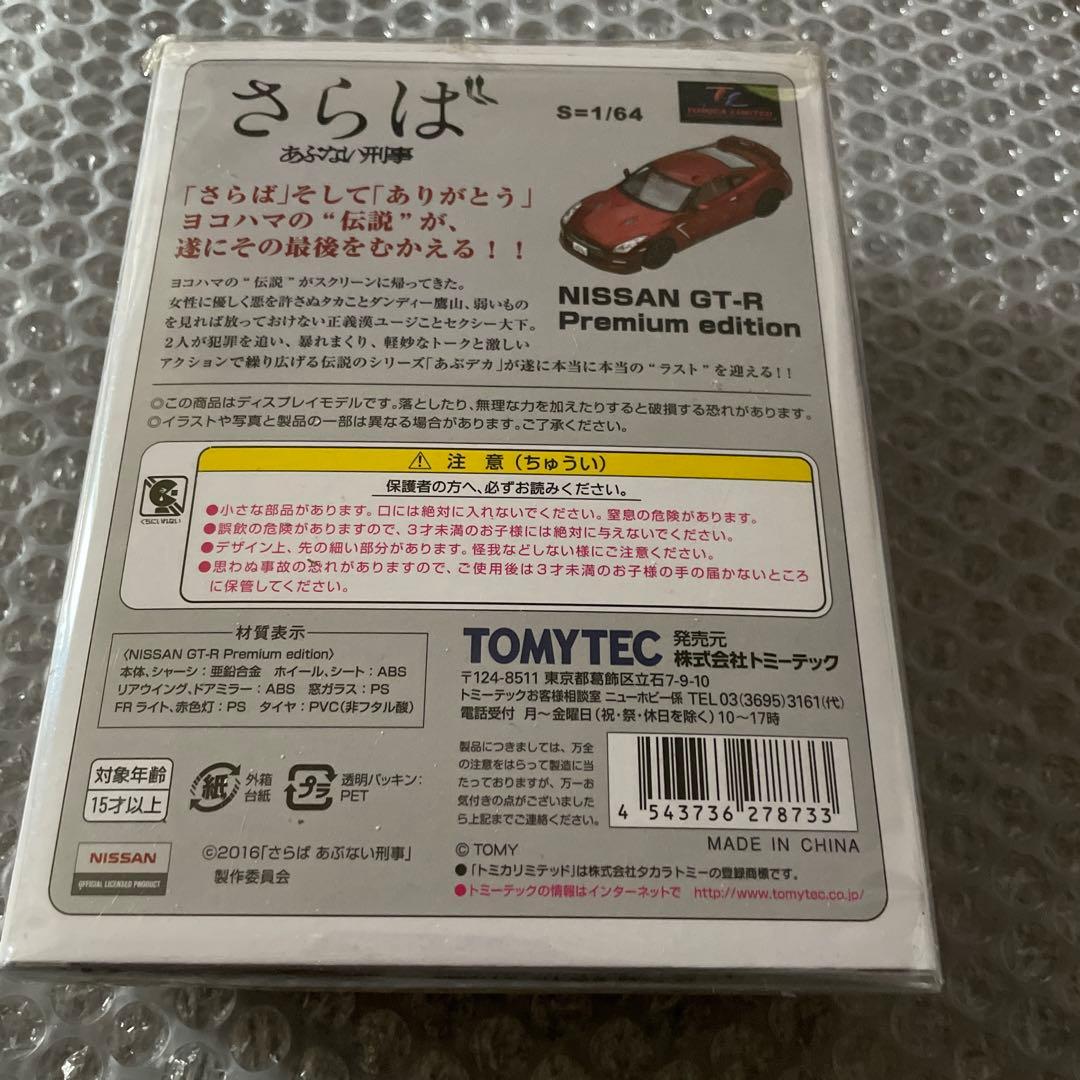 さらば
あぶない刑事
S=1/64
TC
TOMICA LIMITED
「さらば」そして「ありがとう」
ヨコハマの“伝説”が、
遂にその最後をむかえる！！
NISSAN GT-R
Premium edition
ヨコハマの“伝説”がスクリーンに帰ってきた。
女性に優しく悪を許さぬタカことダンディー鷹山、弱いもの
を見れば放っておけない正義漢ユージことセクシー大下。
2人が犯罪を追い、暴れまくり、軽妙なトークと激しい
アクションで繰り広げる伝説のシリーズ「あぶデカ」が遂に本当に本当の“ラスト”を迎える！！
◎この商品はディスプレイモデルです。落としたり、無理な力を加えたりすると破損する恐れがあります。
◎イラストや写真と製品の一部は異なる場合があります。ご了承ください。
⚠ 注 意（ちゅうい）
保護者の方へ、必ずお読みください。
くちにいれない
●小さな部品があります。口には絶対に入れないでください。窒息の危険があります。
●誤飲の危険がありますので、3才未満のお子様には絶対に与えないでください。
●デザイン上、先の細い部分があります。怪我などしない様にご注意ください。
●思わぬ事故の恐れがありますので、ご使用後は3才未満のお子様の手の届かないところ
に保管してください。
材質表示
〈NISSAN GT-R Premium edition〉
本体、シャーシ：亜鉛合金 ホイール、シート：ABS
リアウイング、ドアミラー：ABS 窓ガラス：PS
FRライト、赤色灯：PS タイヤ：PVC（非フタル酸）
TOMYTEC 発売元
株式会社トミーテック
〒124-8511 東京都葛飾区立石7-9-10
トミーテックお客様相談室 ニューホビー係 TEL 03(3695)3161(代)
電話受付 月～金曜日（祝・祭・休日を除く）10～17時
対象年齢
15才以上
紙
外箱
台紙
プラ
透明パッキン：
PET
製品につきましては、万全
の注意をはらって製造に当
たっておりますが、万一お
気付きの点がございました
ら上記までご連絡ください。
4 543736 278733
MADE IN CHINA
NISSAN
OFFICIAL LICENSED PRODUCT
©2016「さらば あぶない刑事」
製作委員会
© TOMY
●「トミカリミテッド」は株式会社タカラトミーの登録商標です。
●トミーテックの情報はインターネットで http://www.tomytec.co.jp/